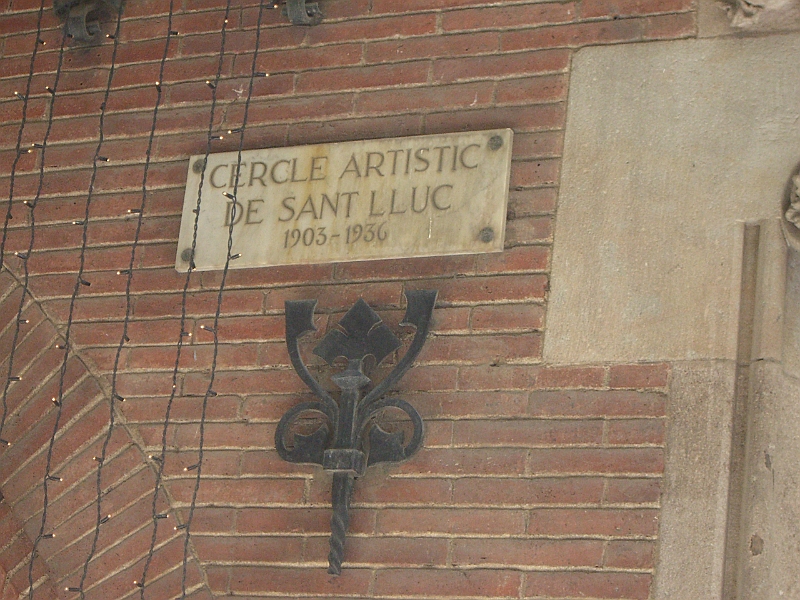 CERCLE ARTISTIC
DE SANT LLUC
1903-1936